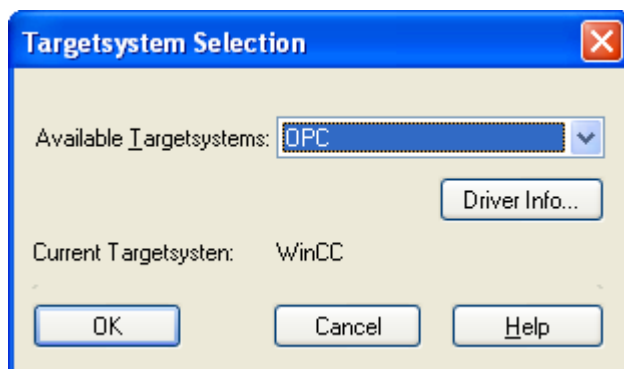 Targetsystem Selection
Available Targetsystems: OPC
Driver Info...
Current Targetsysten: WinCC
OK Cancel Help